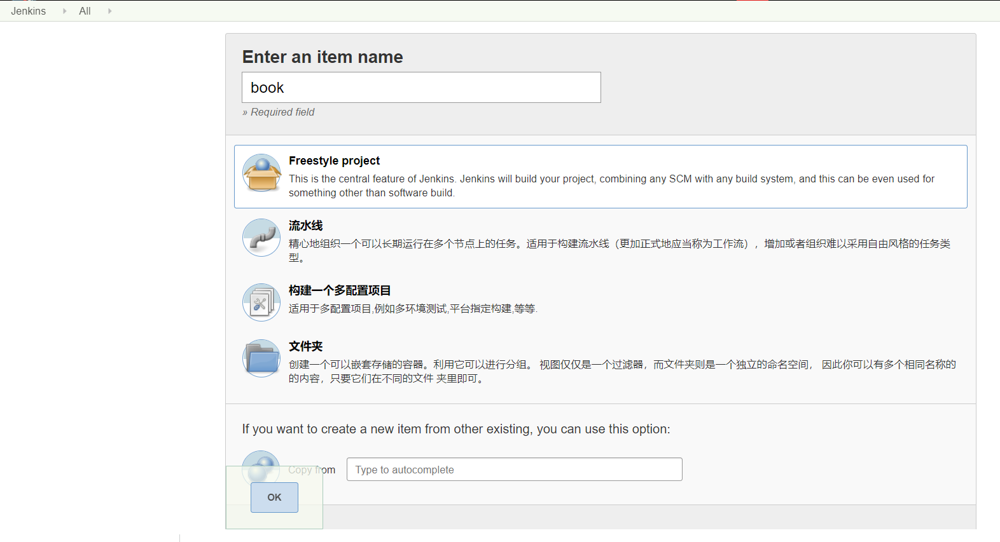 Jenkins All
Enter an item name
book
» Required field
Freestyle project
This is the central feature of Jenkins. Jenkins will build your project, combining any SCM with any build system, and this can be even used for
something other than software build.
流水线
精心地组织一个可以长期运行在多个节点上的任务。适用于构建流水线（更加正式地应当称为工作流），增加或者组织难以采用自由风格的任务类
型。
构建一个多配置项目
适用于多配置项目,例如多环境测试,平台指定构建,等等.
文件夹
创建一个可以嵌套存储的容器。利用它可以进行分组。 视图仅仅是一个过滤器，而文件夹则是一个独立的命名空间， 因此你可以有多个相同名称的
的内容，只要它们在不同的文件 夹里即可。
If you want to create a new item from other existing, you can use this option:
Copy from Type to autocomplete
OK